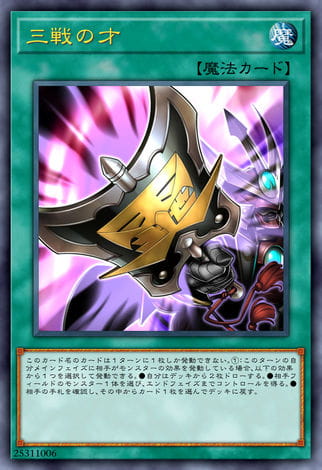 三戦の才
魔
【魔法カード】
このカード名のカードは1ターンに1枚しか発動できない。①:このターンの自
分メインフェイズに相手がモンスターの効果を発動している場合、以下の効果
から1つを選択して発動できる。●自分はデッキから2枚ドローする。●相手フ
ィールドのモンスター1体を選び、エンドフェイズまでコントロールを得る。●
相手の手札を確認し、その中からカード1枚を選んでデッキに戻す。
25311006